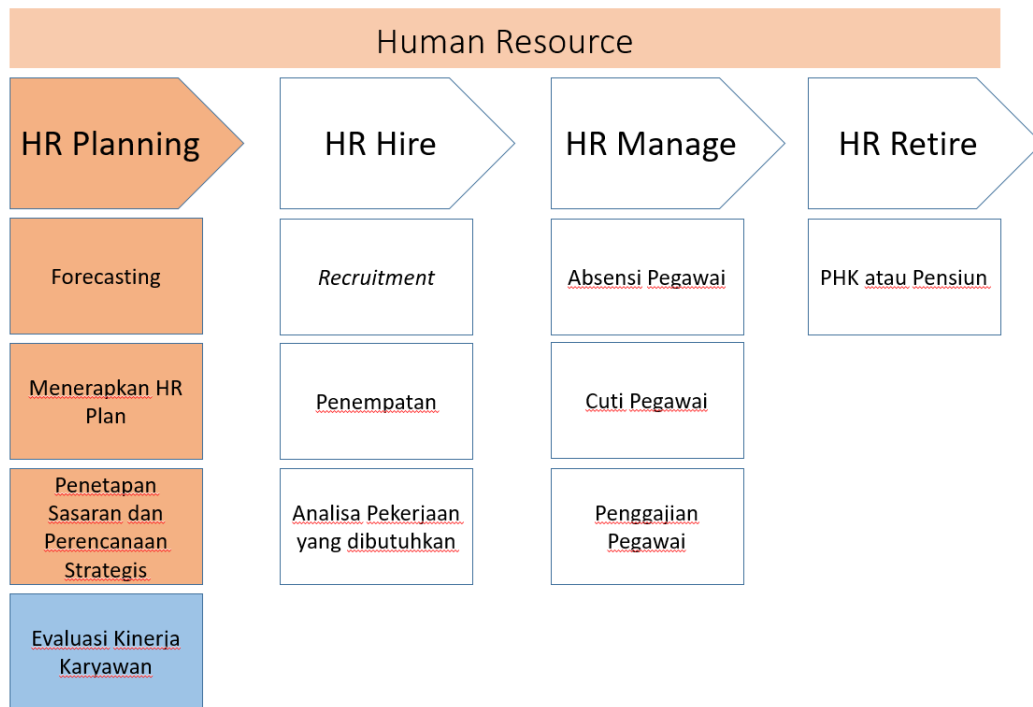 Human Resource
HR Planning
HR Hire
HR Manage
HR Retire
Forecasting
Recruitment
Absensi Pegawai
PHK atau Pensiun
Menerapkan HR
Plan
Penempatan
Cuti Pegawai
Penetapan
Sasaran dan
Perencanaan
Strategis
Analisa Pekerjaan
yang dibutuhkan
Penggajian
Pegawai
Evaluasi Kinerja
Karyawan